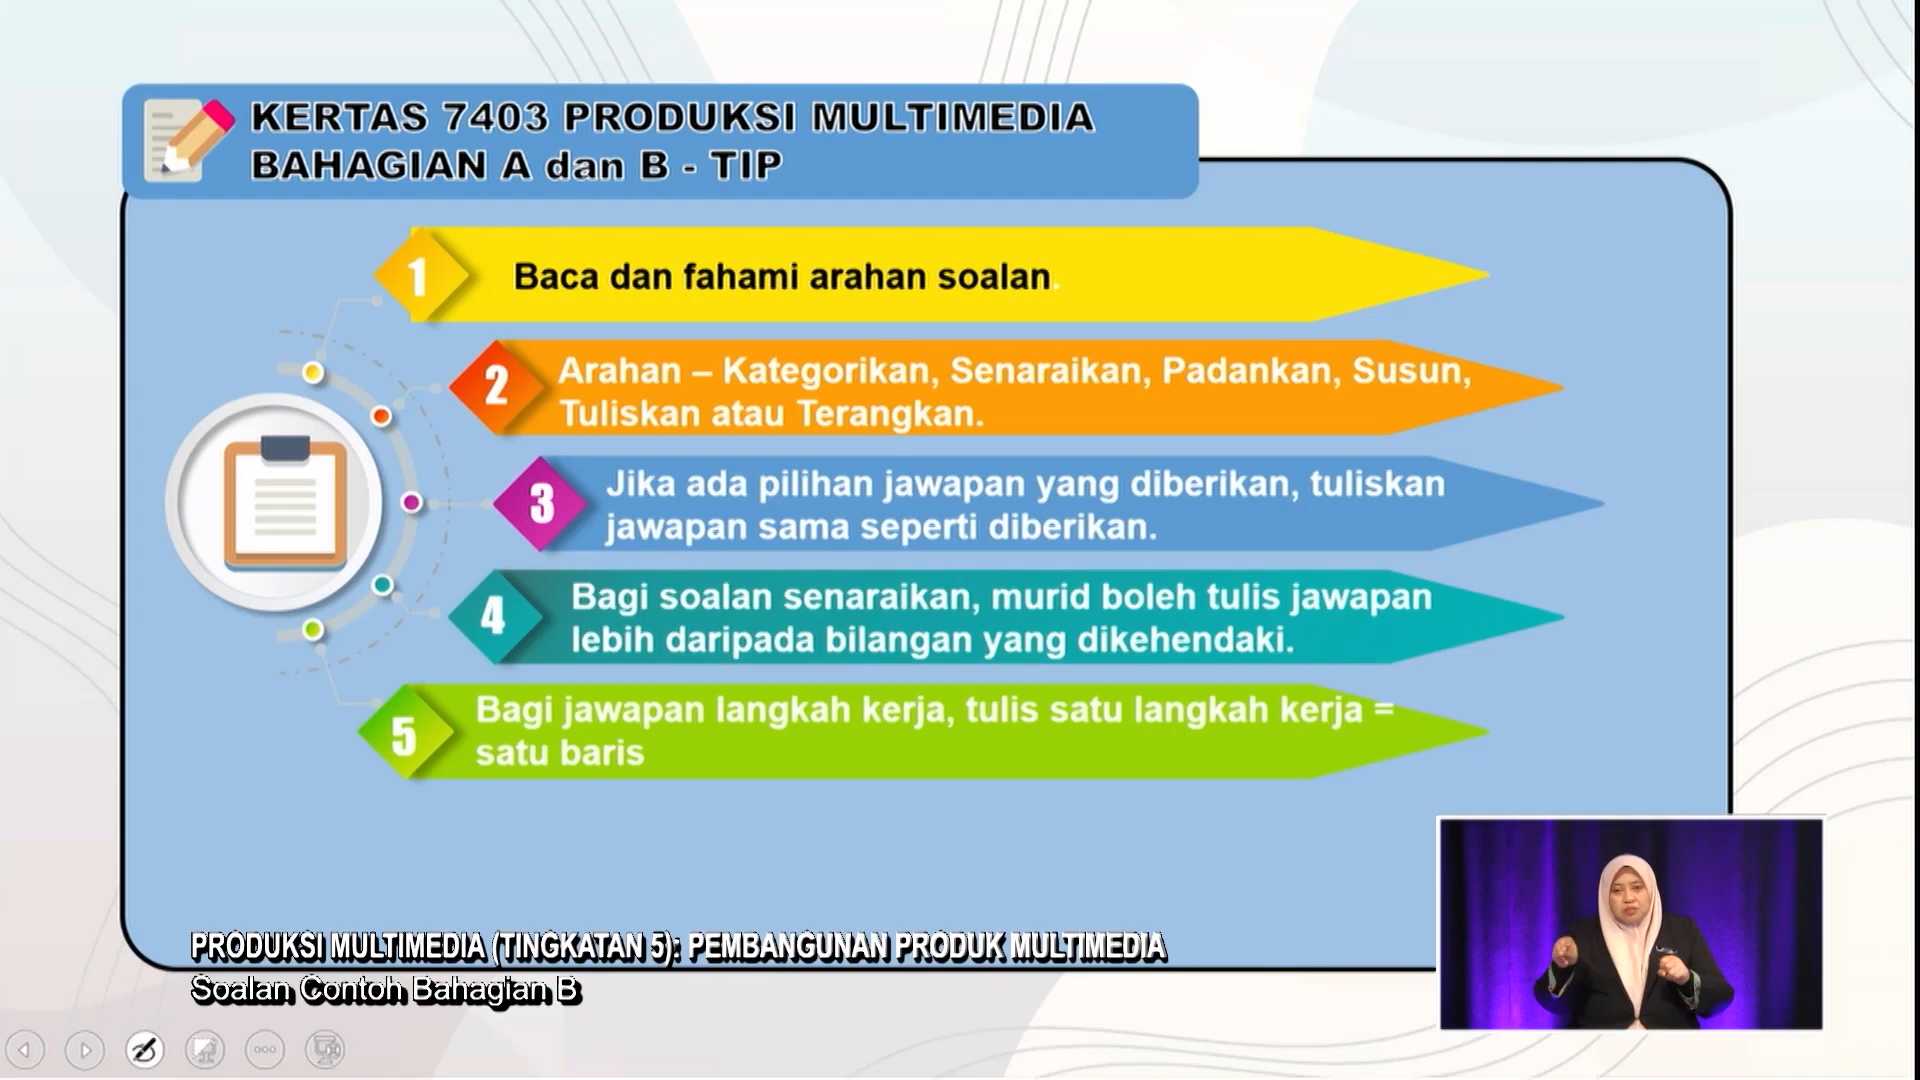 KERTAS 7403 PRODUKSI MULTIMEDIA
BAHAGIAN A dan B - TIP
1
Baca dan fahami arahan soalan.
2
Arahan – Kategorikan, Senaraikan, Padankan, Susun,
Tuliskan atau Terangkan.
3
Jika ada pilihan jawapan yang diberikan, tuliskan
jawapan sama seperti diberikan.
4
Bagi soalan senaraikan, murid boleh tulis jawapan
lebih daripada bilangan yang dikehendaki.
5
Bagi jawapan langkah kerja, tulis satu langkah kerja =
satu baris
PRODUKSI MULTIMEDIA (TINGKATAN 5): PEMBANGUNAN PRODUK MULTIMEDIA
Soalan Contoh Bahagian B